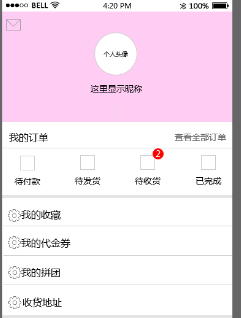 BELL 4:20 PM 100%
个人头像
这里显示昵称
我的订单 查看全部订单
2
待付款 待发货 待收货 已完成
我的收藏
我的代金券
我的拼团
收货地址